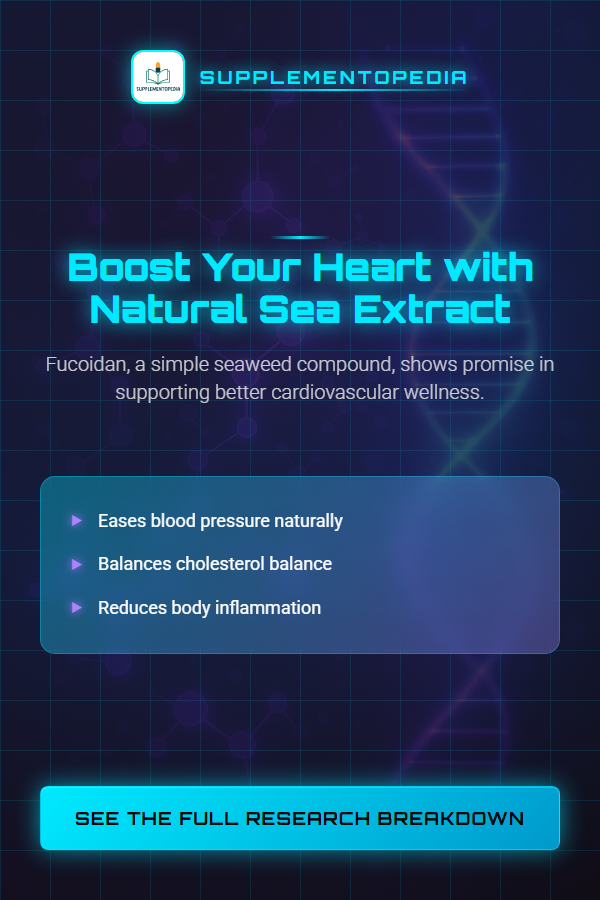 SUPPLEMENTOPEDIA
SUPPLEMENTOPEDIA
Boost Your Heart with
Natural Sea Extract
Fucoidan, a simple seaweed compound, shows promise in
supporting better cardiovascular wellness.
Eases blood pressure naturally
Balances cholesterol balance
Reduces body inflammation
SEE THE FULL RESEARCH BREAKDOWN